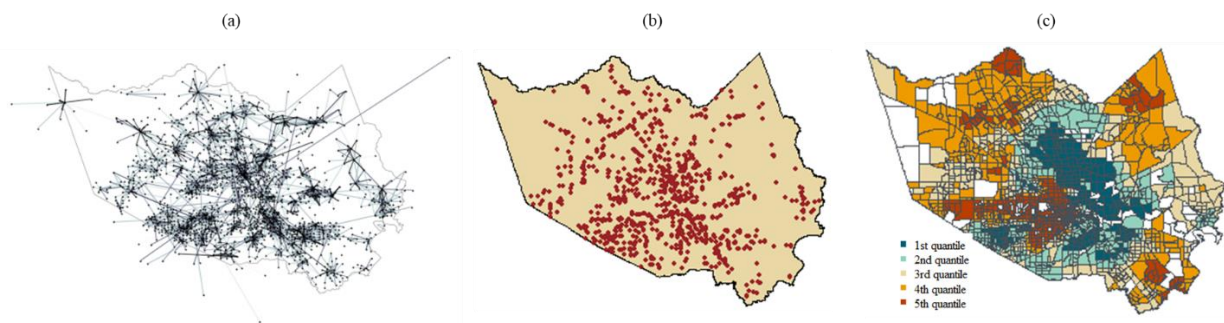 (a)
(b)
(c)
1st quantile
2nd quantile
3rd quantile
4th quantile
5th quantile